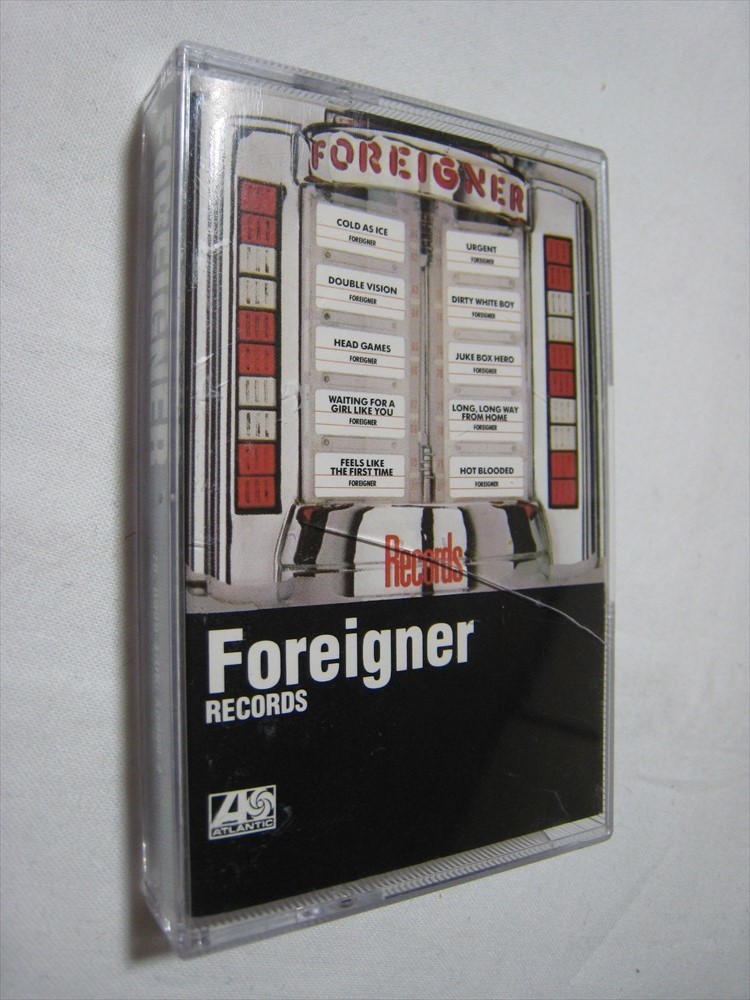 FOREIGNER
COLD AS ICE
FOREIGNER
DOUBLE VISION
FOREIGNER
HEAD GAMES
FOREIGNER
WAITING FOR A
GIRL LIKE YOU
FOREIGNER
FEELS LIKE
THE FIRST TIME
FOREIGNER
URGENT
FOREIGNER
DIRTY WHITE BOY
FOREIGNER
JUKE BOX HERO
FOREIGNER
LONG, LONG WAY
FROM HOME
FOREIGNER
HOT BLOODED
FOREIGNER
Records
Foreigner
RECORDS
ATLANTIC
FOREIGNER